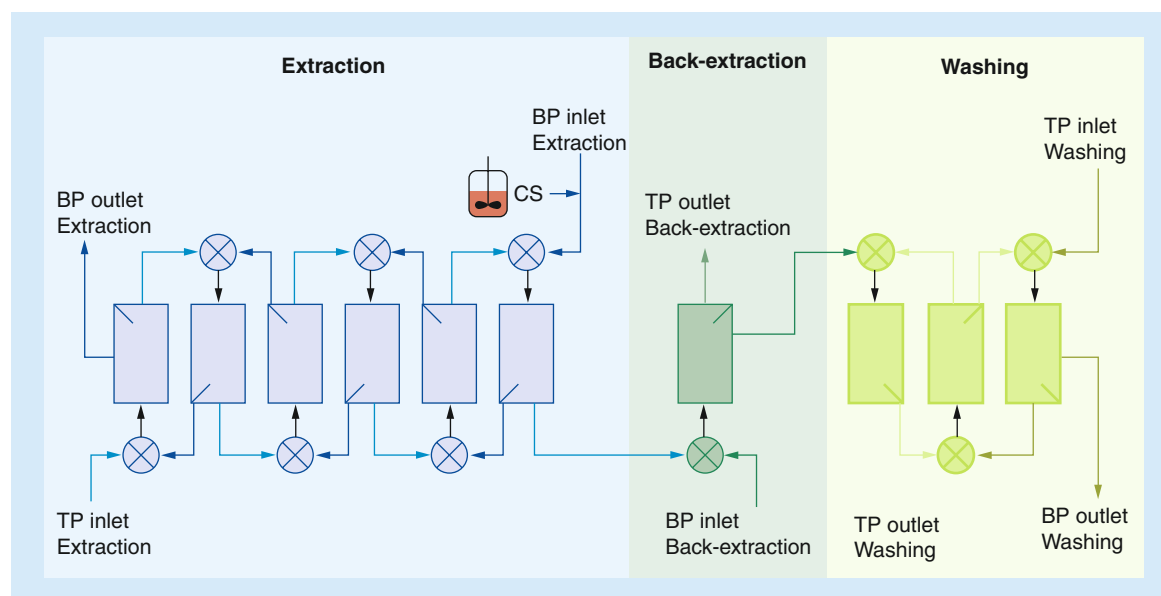 Extraction
Back-extraction
Washing
BP inlet
Extraction
CS
BP outlet
Extraction
TP inlet
Extraction
TP outlet
Back-extraction
BP inlet
Back-extraction
TP inlet
Washing
TP outlet
Washing
BP outlet
Washing